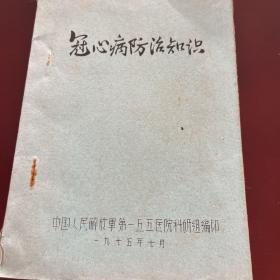 冠心病防治知识
中国人民解放軍第一五五医院科研组编印
一九七五年七月